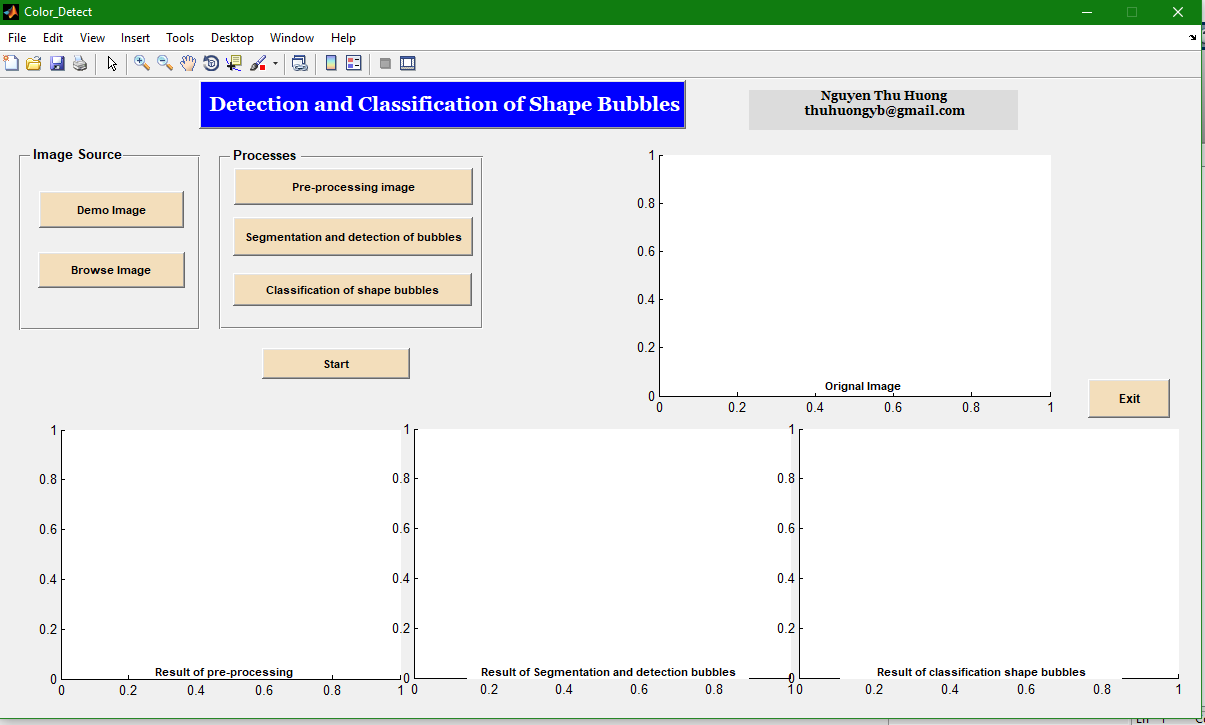 Color_Detect
File Edit View Insert Tools Desktop Window Help
Detection and Classification of Shape Bubbles
Nguyen Thu Huong
thuhuongyb@gmail.com
Image Source
Demo Image
Browse Image
Processes
Pre-processing image
Segmentation and detection of bubbles
Classification of shape bubbles
Start
1
0.8
0.6
0.4
0.2
0
Orignal Image
0 0.2 0.4 0.6 0.8 1
Exit
1
0.8
0.6
0.4
0.2
0
Result of pre-processing
0 0.2 0.4 0.6 0.8 1
1
0.8
0.6
0.4
0.2
0
Result of Segmentation and detection bubbles
0 0.2 0.4 0.6 0.8 1
1
0.8
0.6
0.4
0.2
0
Result of classification shape bubbles
0 0.2 0.4 0.6 0.8 1